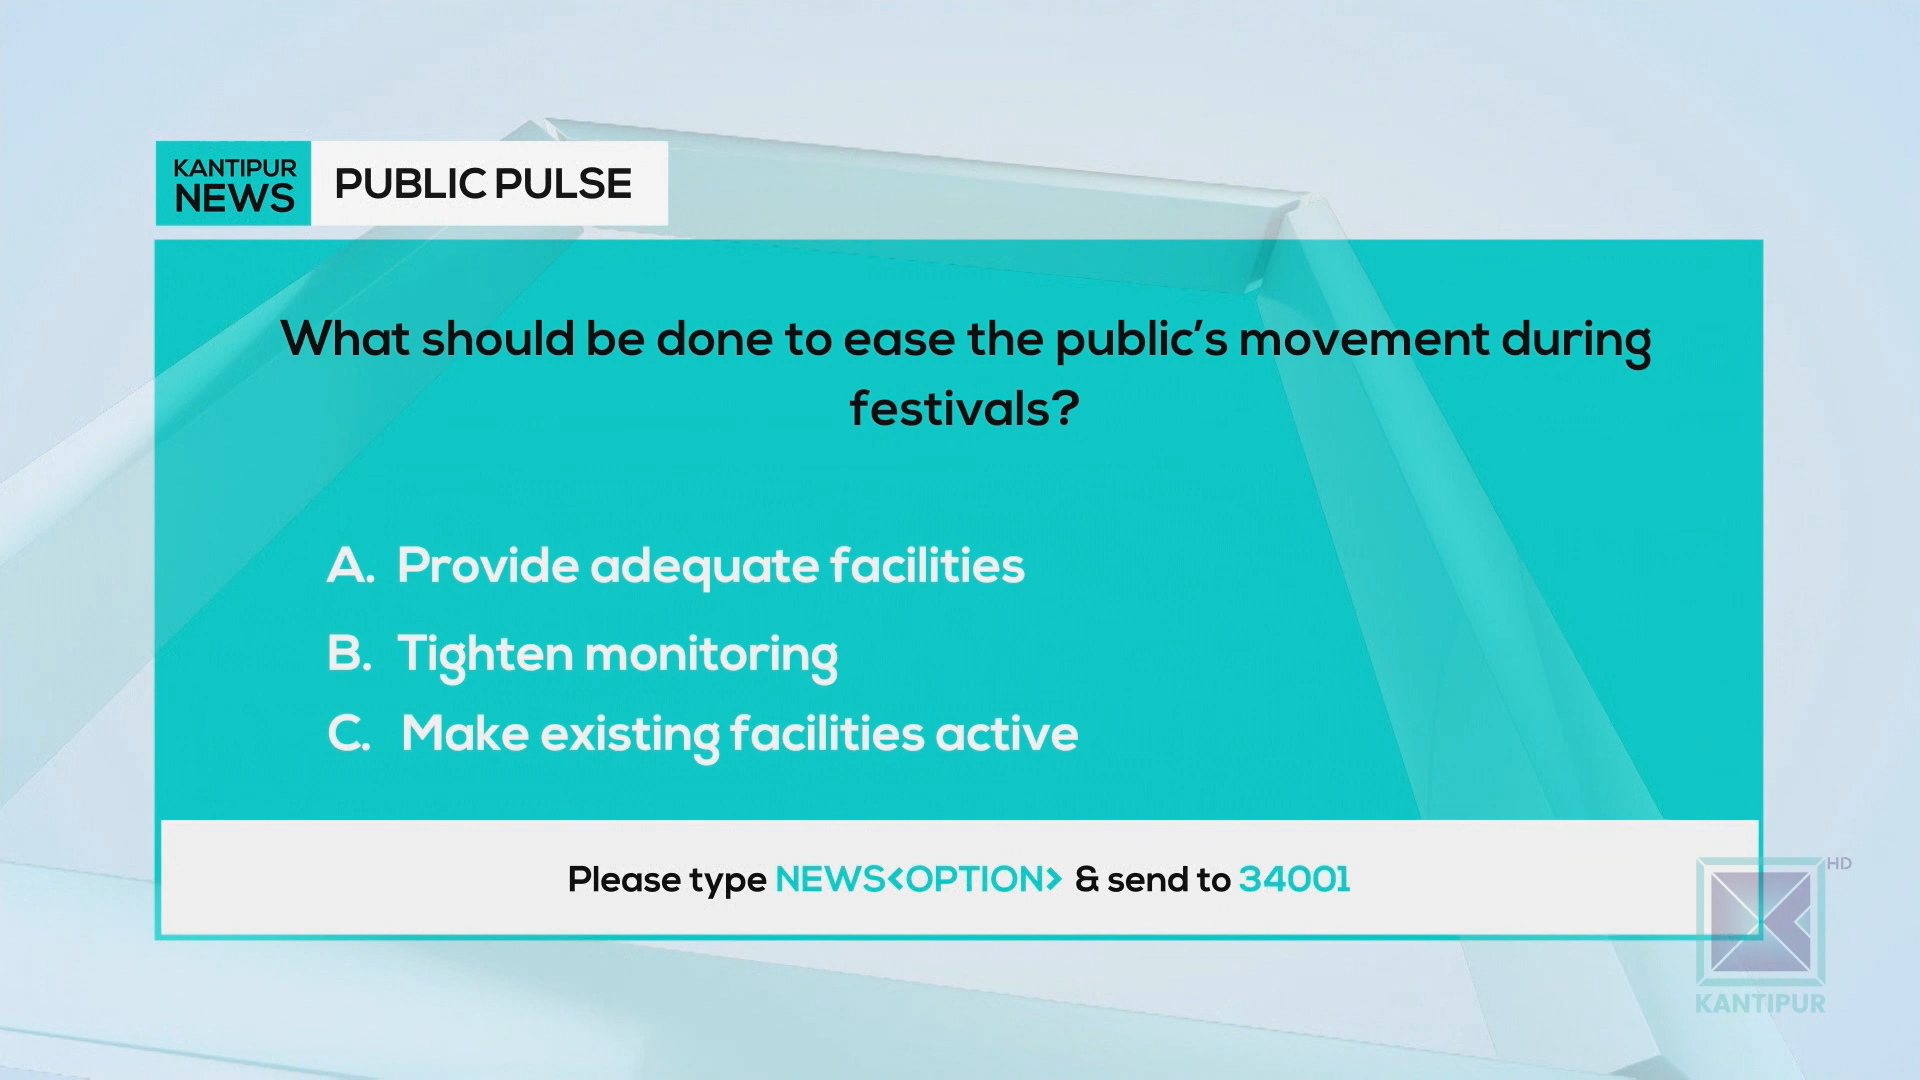 KANTIPUR
NEWS
PUBLIC PULSE
What should be done to ease the public's movement during
festivals?
A. Provide adequate facilities
B. Tighten monitoring
C. Make existing facilities active
Please type NEWS<OPTION> & send to 34001
HD
KANTIPUR